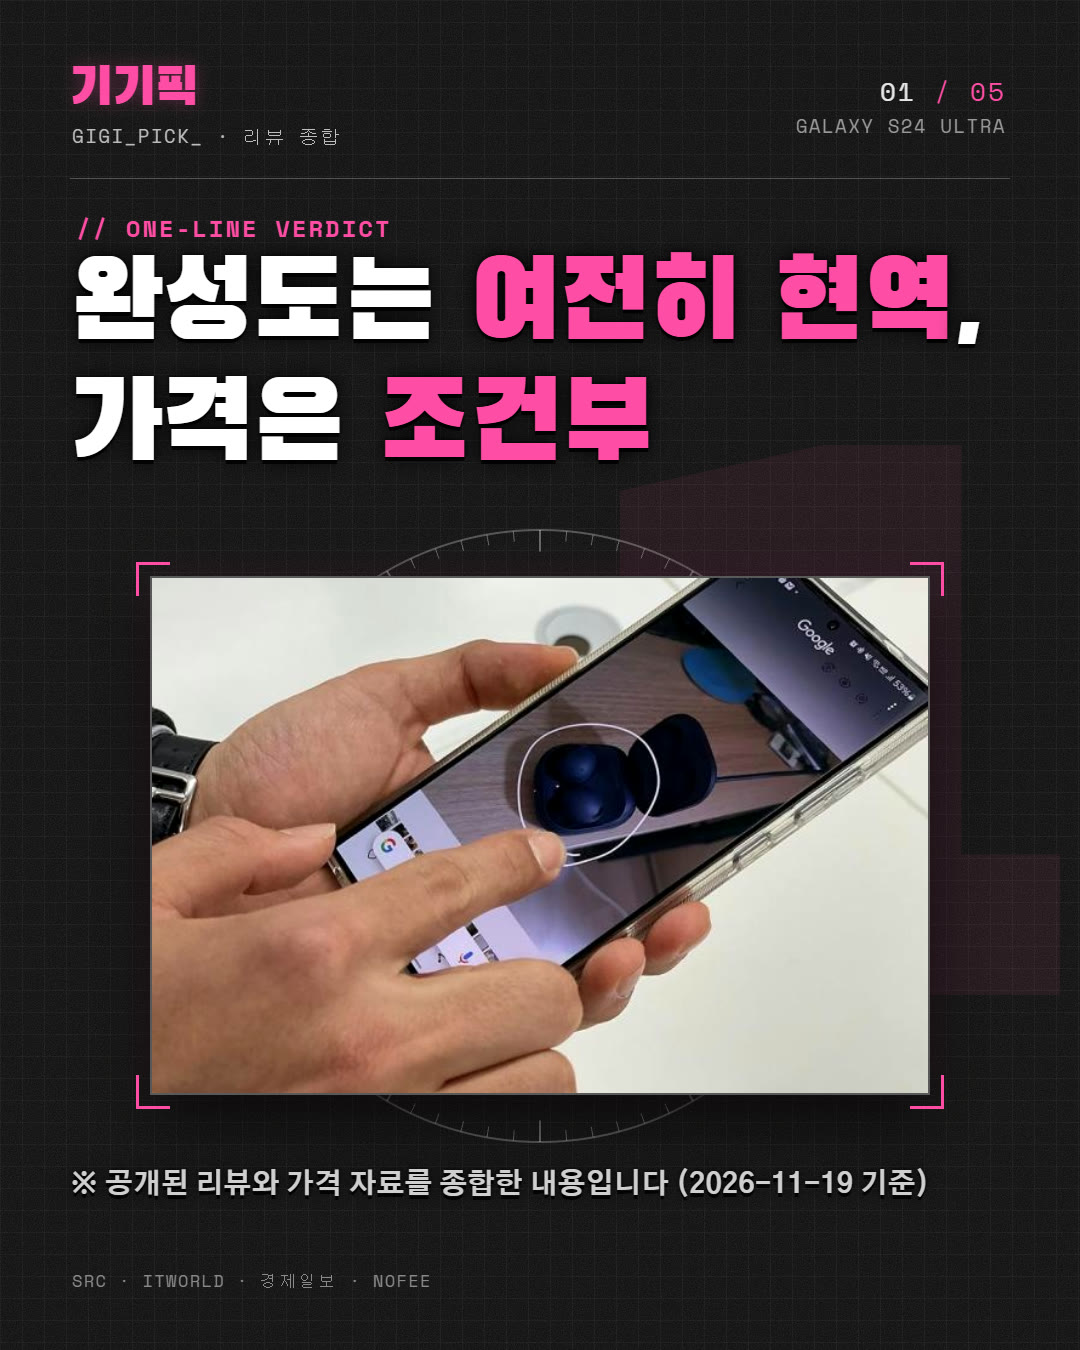 기기픽
GIGI_PICK_ · 리뷰 종합
01 / 05
GALAXY S24 ULTRA
// ONE-LINE VERDICT
완성도는 여전히 현역,
가격은 조건부
Google
53%
※ 공개된 리뷰와 가격 자료를 종합한 내용입니다 (2026-11-19 기준)
SRC · ITWORLD · 경제일보 · NOFEE